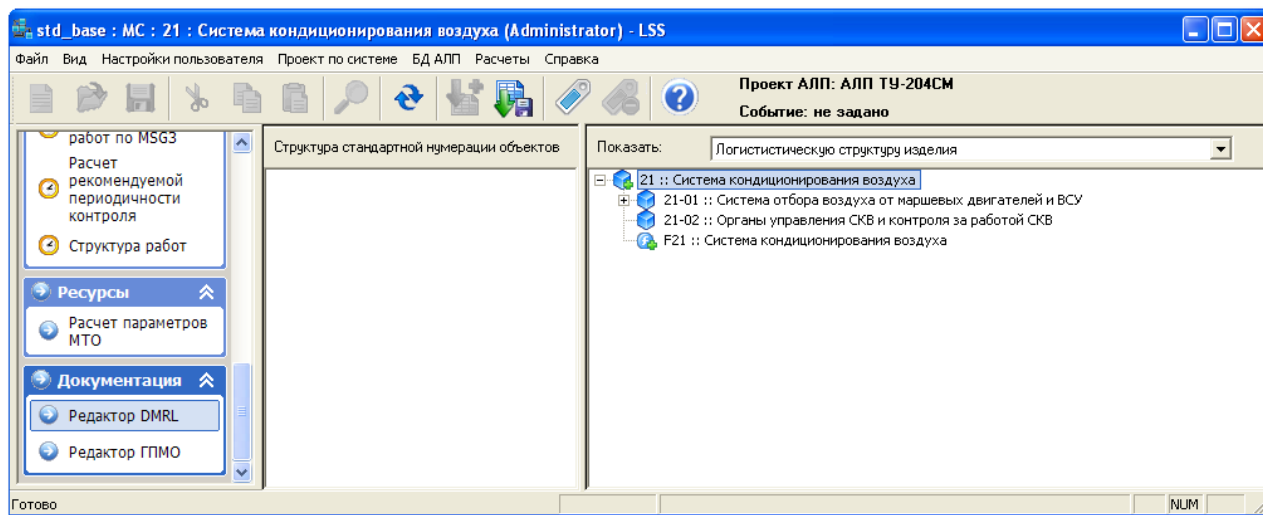 std_base : МС : 21 : Система кондиционирования воздуха (Administrator) - LSS
Файл Вид Настройки пользователя Проект по системе БД АЛП Расчеты Справка
Проект АЛП: АЛП ТУ-204СМ
Событие: не задано
работ по MSG3
Расчет
рекомендуемой
периодичности
контроля
Структура работ
Ресурсы
Расчет параметров
МТО
Документация
Редактор DMRL
Редактор ГПМО
Структура стандартной нумерации объектов
Показать: Логистистическую структуру изделия
21 :: Система кондиционирования воздуха
21-01 :: Система отбора воздуха от маршевых двигателей и ВСУ
21-02 :: Органы управления СКВ и контроля за работой СКВ
F21 :: Система кондиционирования воздуха
Готово
NUM